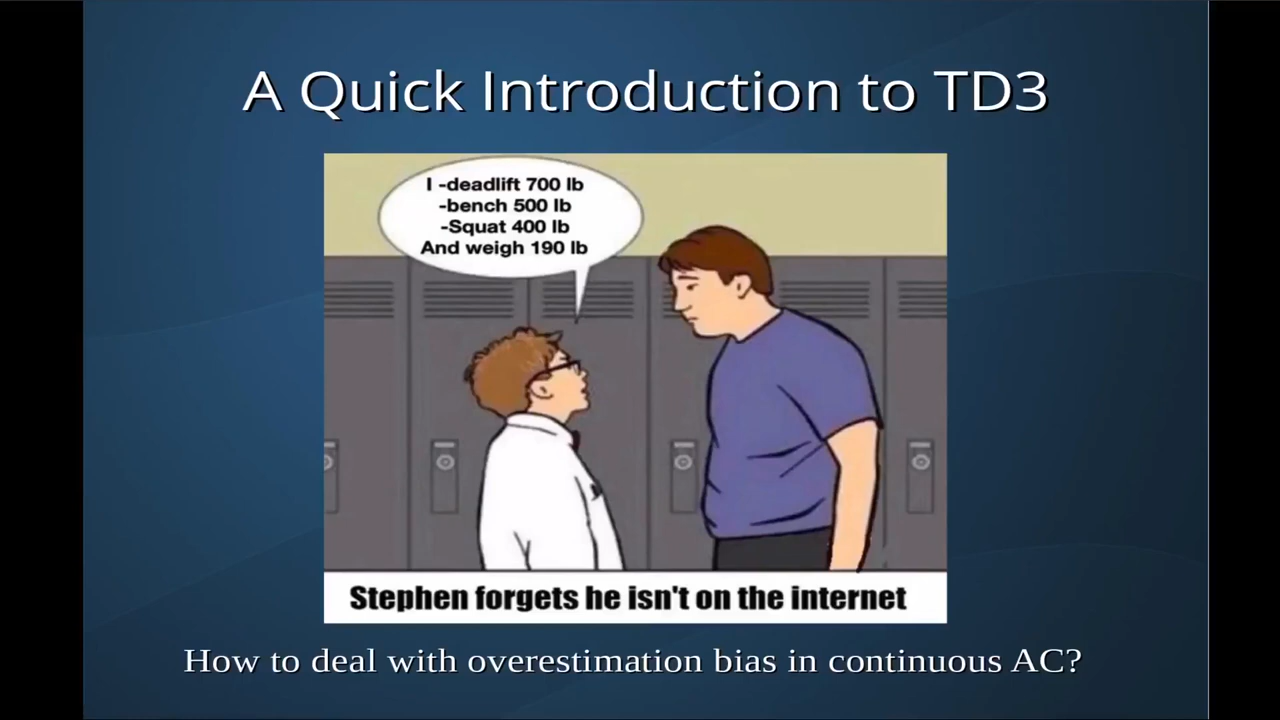 A Quick Introduction to TD3
I -deadlift 700 lb
-bench 500 lb
-Squat 400 lb
And weigh 190 lb
Stephen forgets he isn't on the internet
How to deal with overestimation bias in continuous AC?